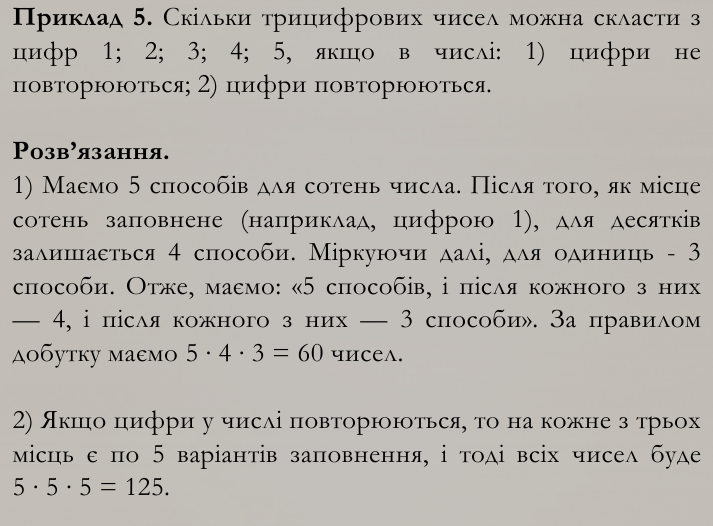 Приклад 5. Скільки трицифрових чисел можна скласти з
цифр 1; 2; 3; 4; 5, якщо в числі: 1) цифри не
повторюються; 2) цифри повторюються.
Розв’язання.
1) Маємо 5 способів для сотень числа. Після того, як місце
сотень заповнене (наприклад, цифрою 1), для десятків
залишається 4 способи. Міркуючи далі, для одиниць - 3
способи. Отже, маємо: «5 способів, і після кожного з них
— 4, і після кожного з них — 3 способи». За правилом
добутку маємо 5 · 4 · 3 = 60 чисел.
2) Якщо цифри у числі повторюються, то на кожне з трьох
місць є по 5 варіантів заповнення, і тоді всіх чисел буде
5 · 5 · 5 = 125.